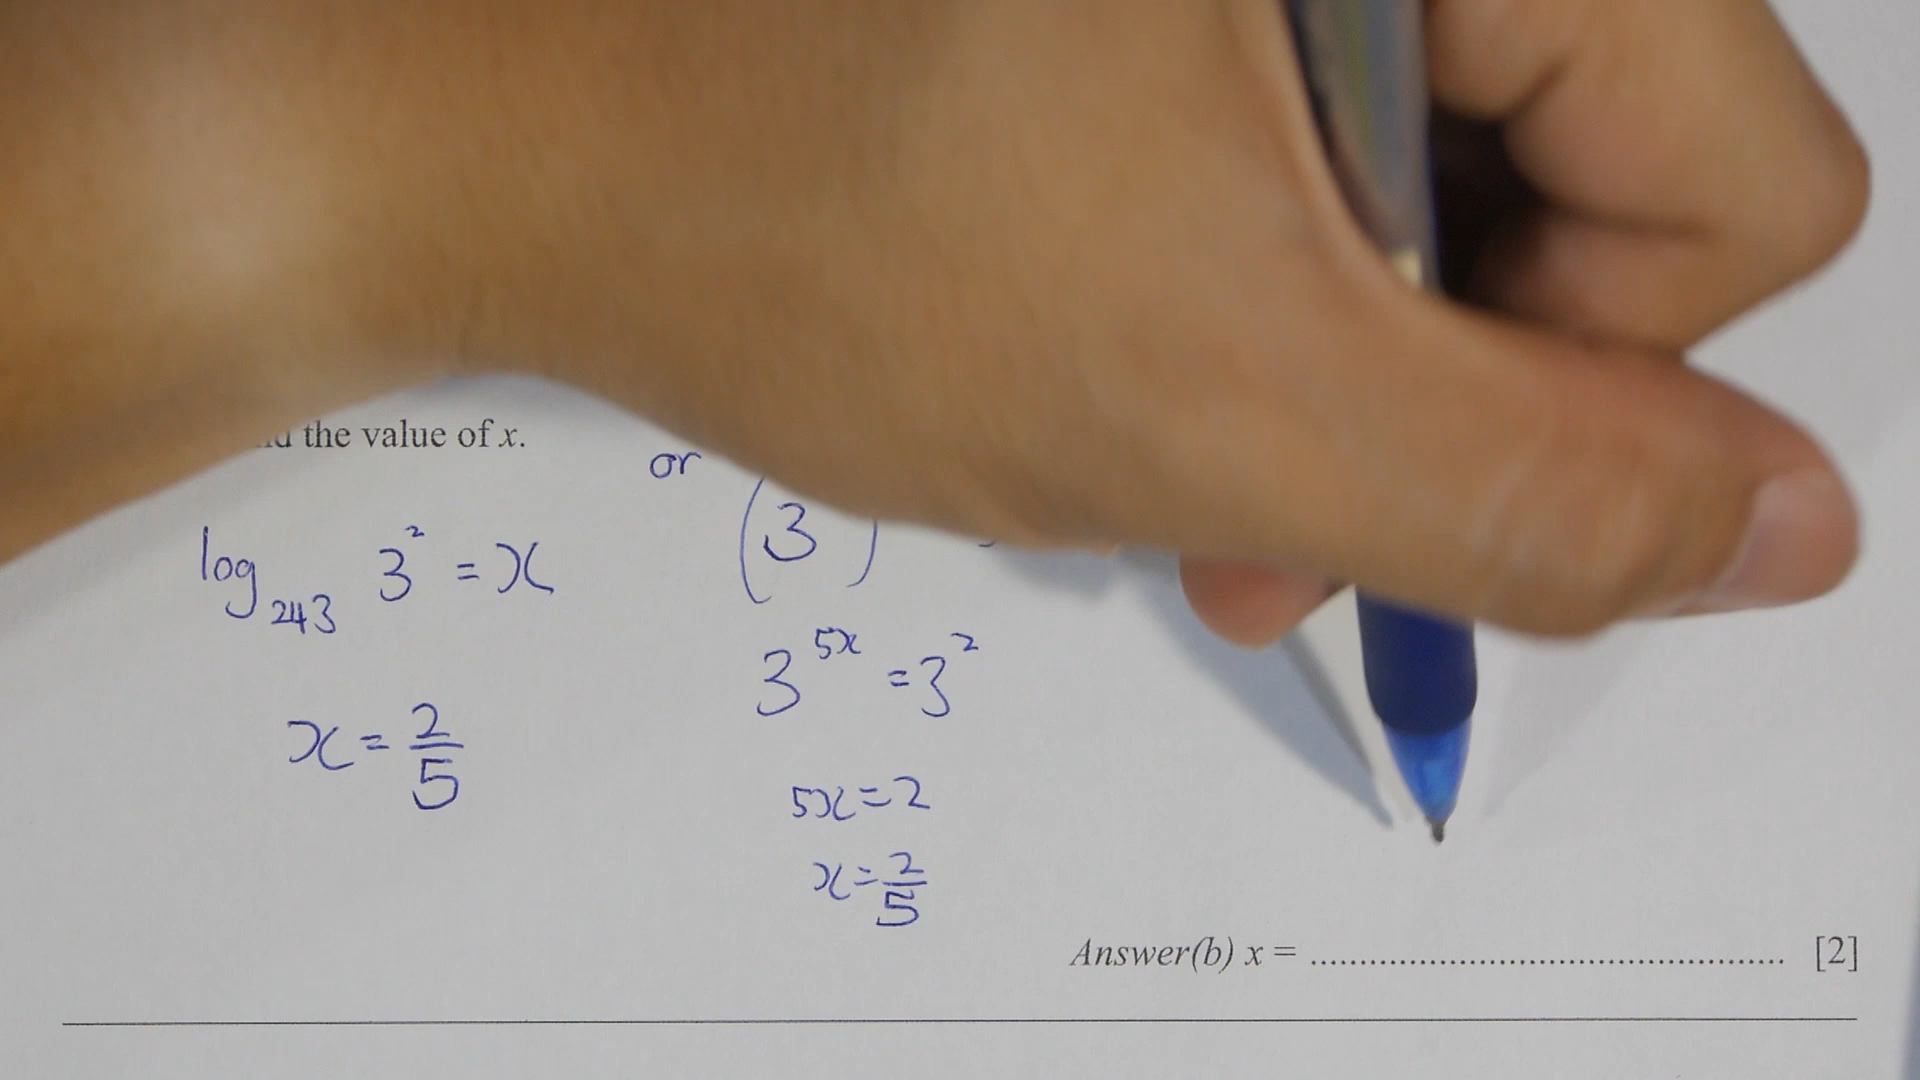 the value of x.
or
log₂₄₃ 3² = x
(3 )
3^{5x} = 3²
x = 2/5
5x = 2
x = 2/5
Answer(b) x = ................................................ [2]